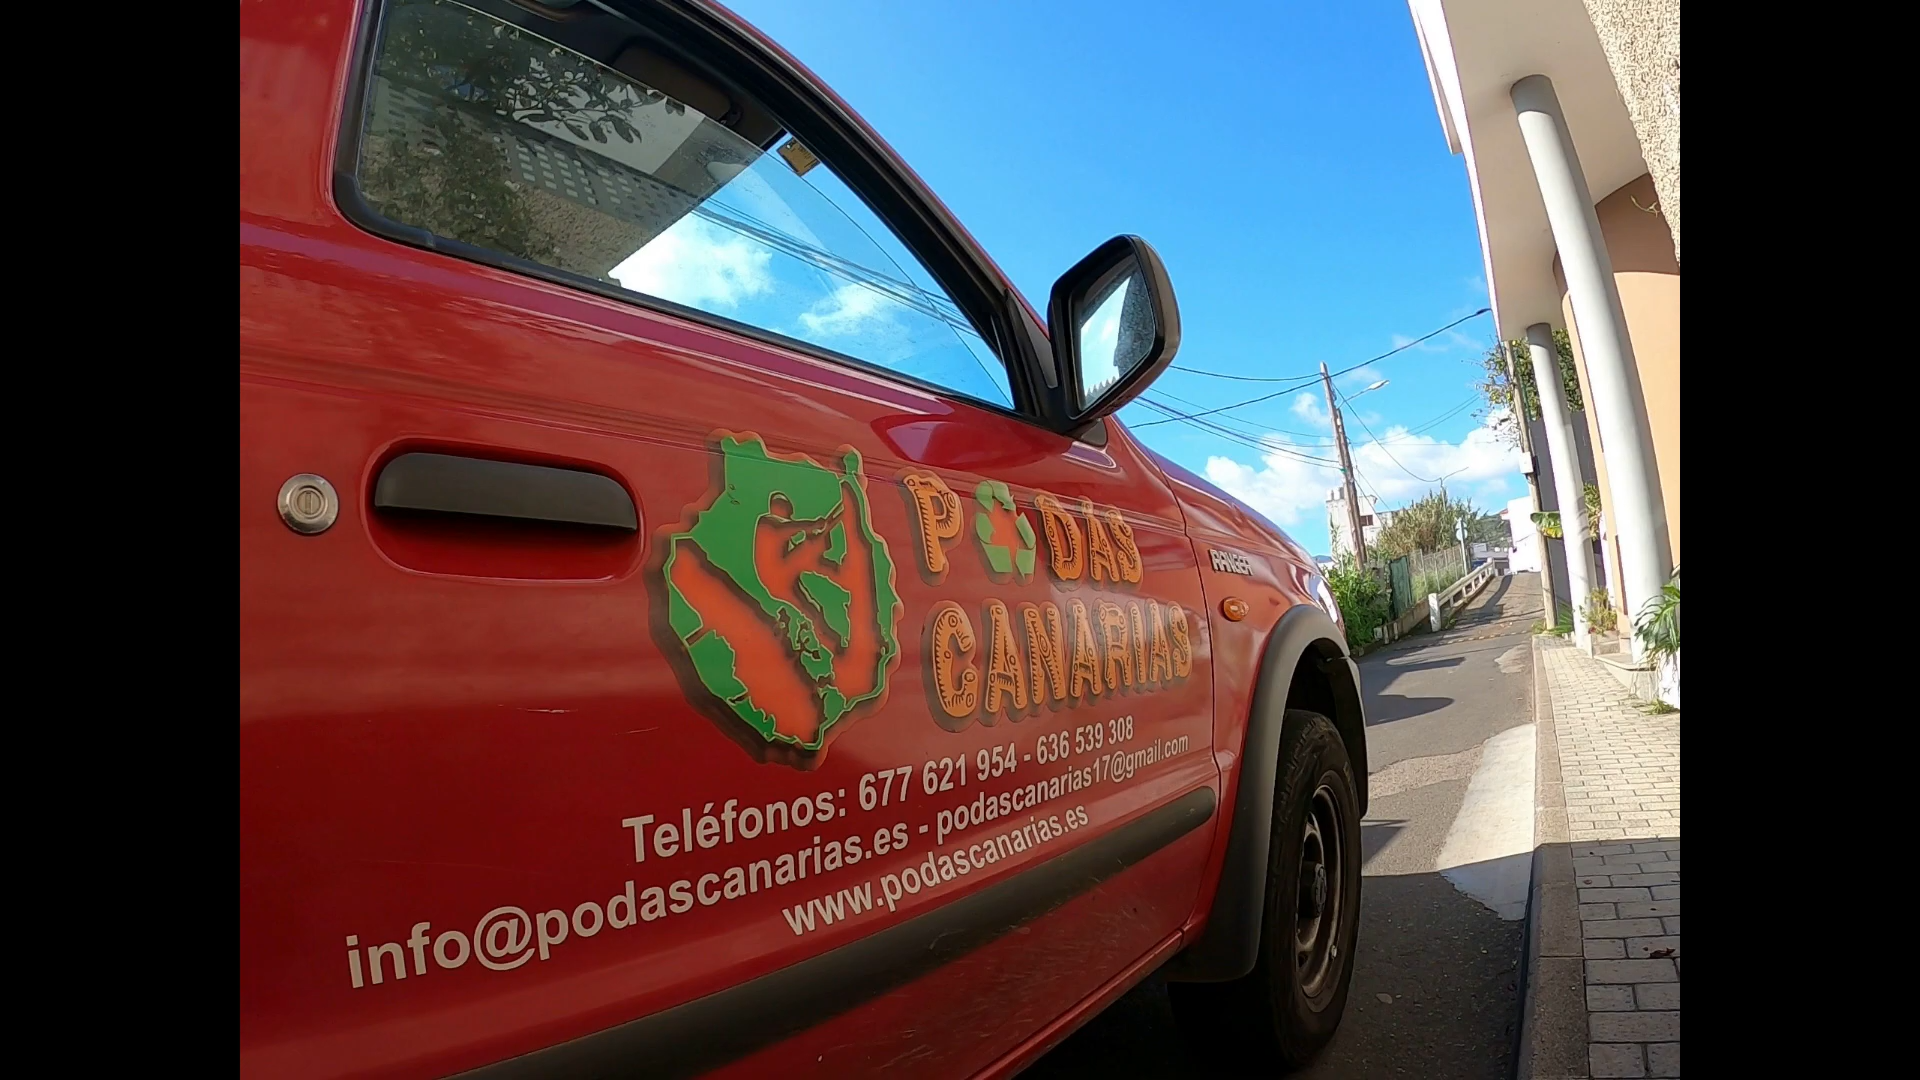 PODAS
CANARIAS
RANGER
Teléfonos: 677 621 954 - 636 539 308
info@podascanarias.es - podascanarias17@gmail.com
www.podascanarias.es